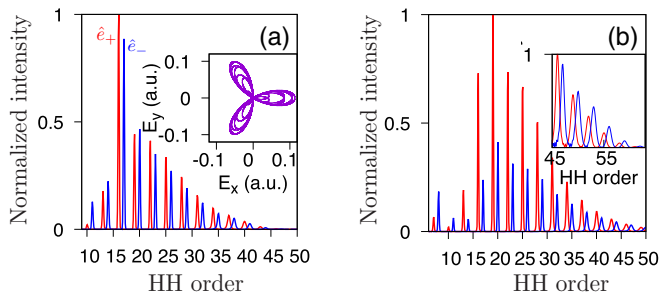 (a)
ê₊
ê₋
Normalized intensity
1
0.5
0
10 15 20 25 30 35 40 45 50
HH order
E_y (a.u.)
0.1
0
-0.1
-0.1 0 0.1
E_x (a.u.)
(b)
Normalized intensity
1
0.5
0
10 15 20 25 30 35 40 45 50
HH order
1
45 55
HH order